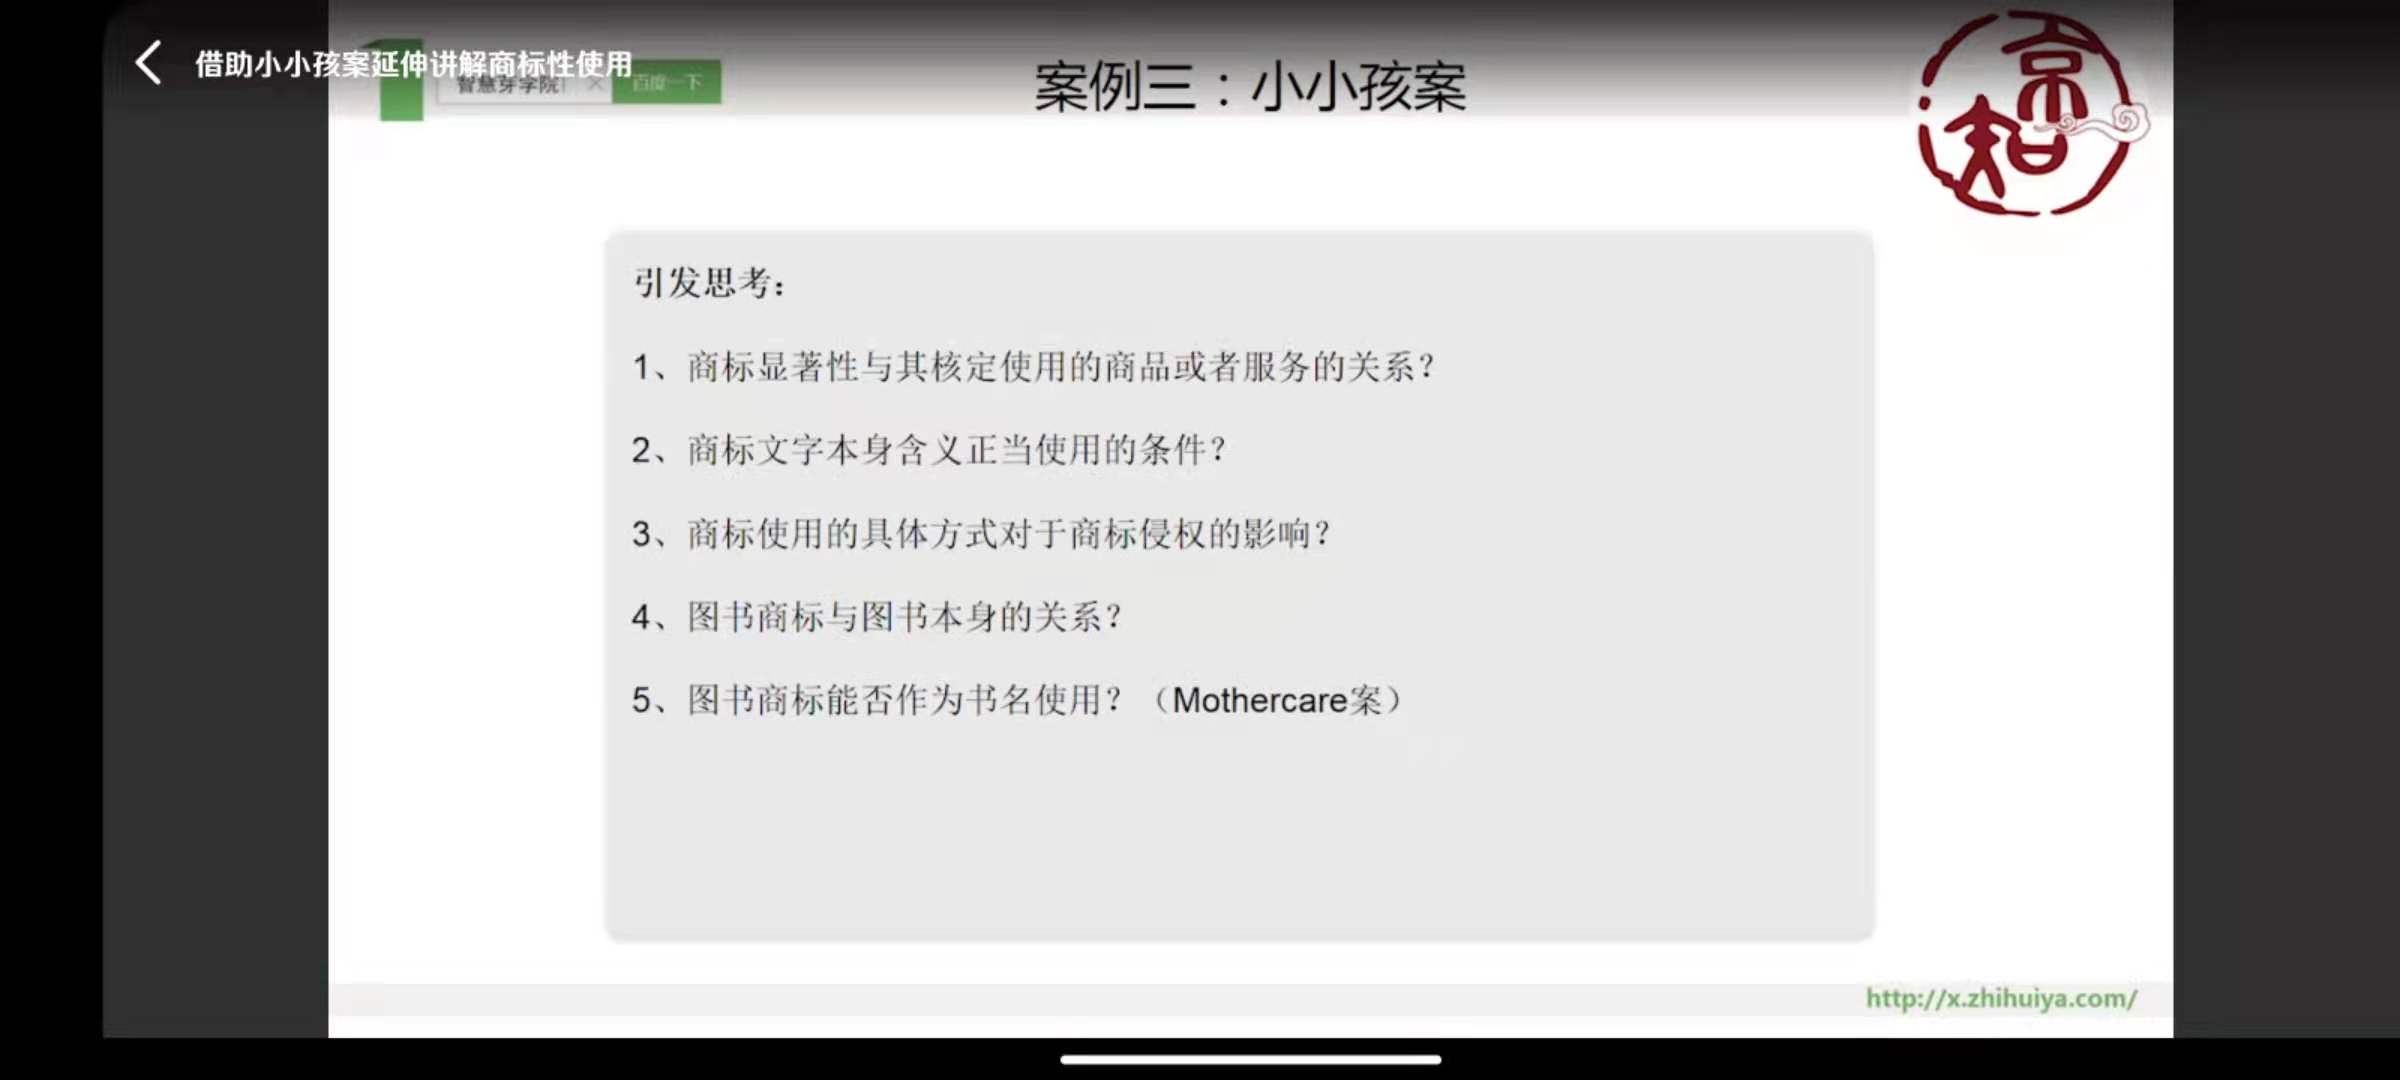 借助小小孩案延伸讲解商标性使用
智慧芽学院
百度一下
案例三：小小孩案
京知
引发思考：
1、商标显著性与其核定使用的商品或者服务的关系？
2、商标文字本身含义正当使用的条件？
3、商标使用的具体方式对于商标侵权的影响？
4、图书商标与图书本身的关系？
5、图书商标能否作为书名使用？（Mothercare案）
http://x.zhihuiya.com/